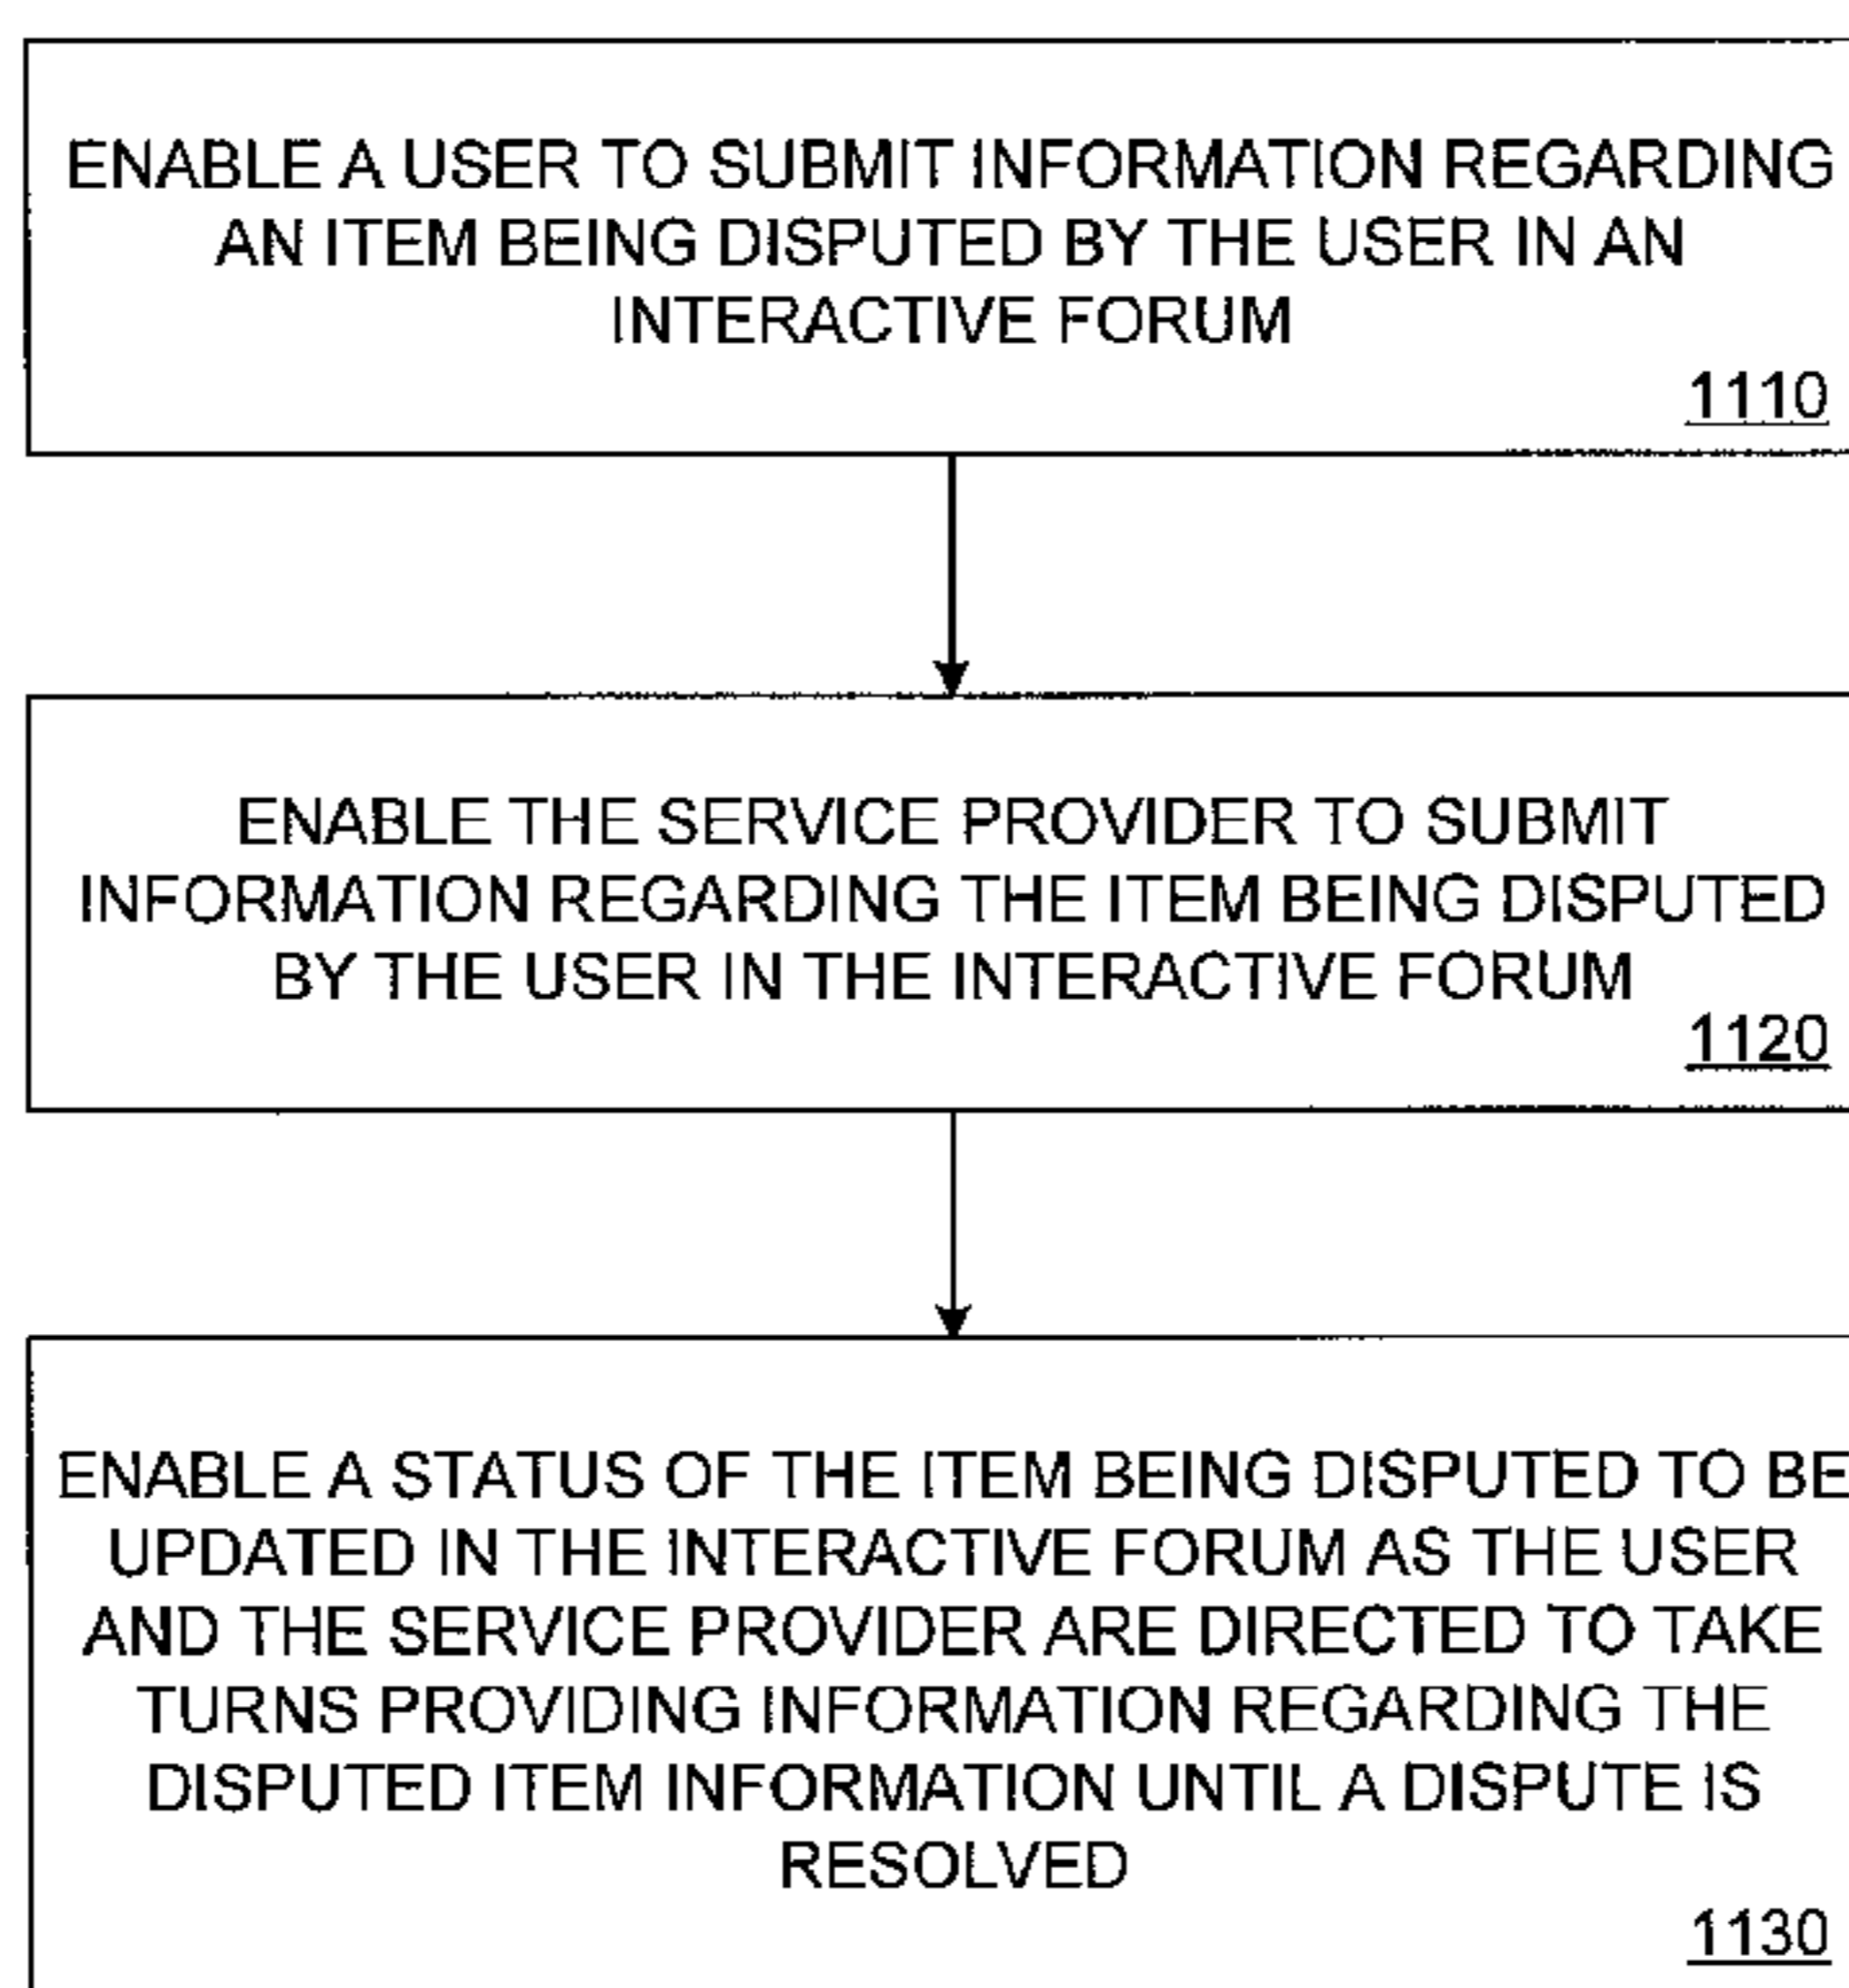 ENABLE A USER TO SUBMIT INFORMATION REGARDING
AN ITEM BEING DISPUTED BY THE USER IN AN
INTERACTIVE FORUM
1110
ENABLE THE SERVICE PROVIDER TO SUBMIT
INFORMATION REGARDING THE ITEM BEING DISPUTED
BY THE USER IN THE INTERACTIVE FORUM
1120
ENABLE A STATUS OF THE ITEM BEING DISPUTED TO BE
UPDATED IN THE INTERACTIVE FORUM AS THE USER
AND THE SERVICE PROVIDER ARE DIRECTED TO TAKE
TURNS PROVIDING INFORMATION REGARDING THE
DISPUTED ITEM INFORMATION UNTIL A DISPUTE IS
RESOLVED
1130